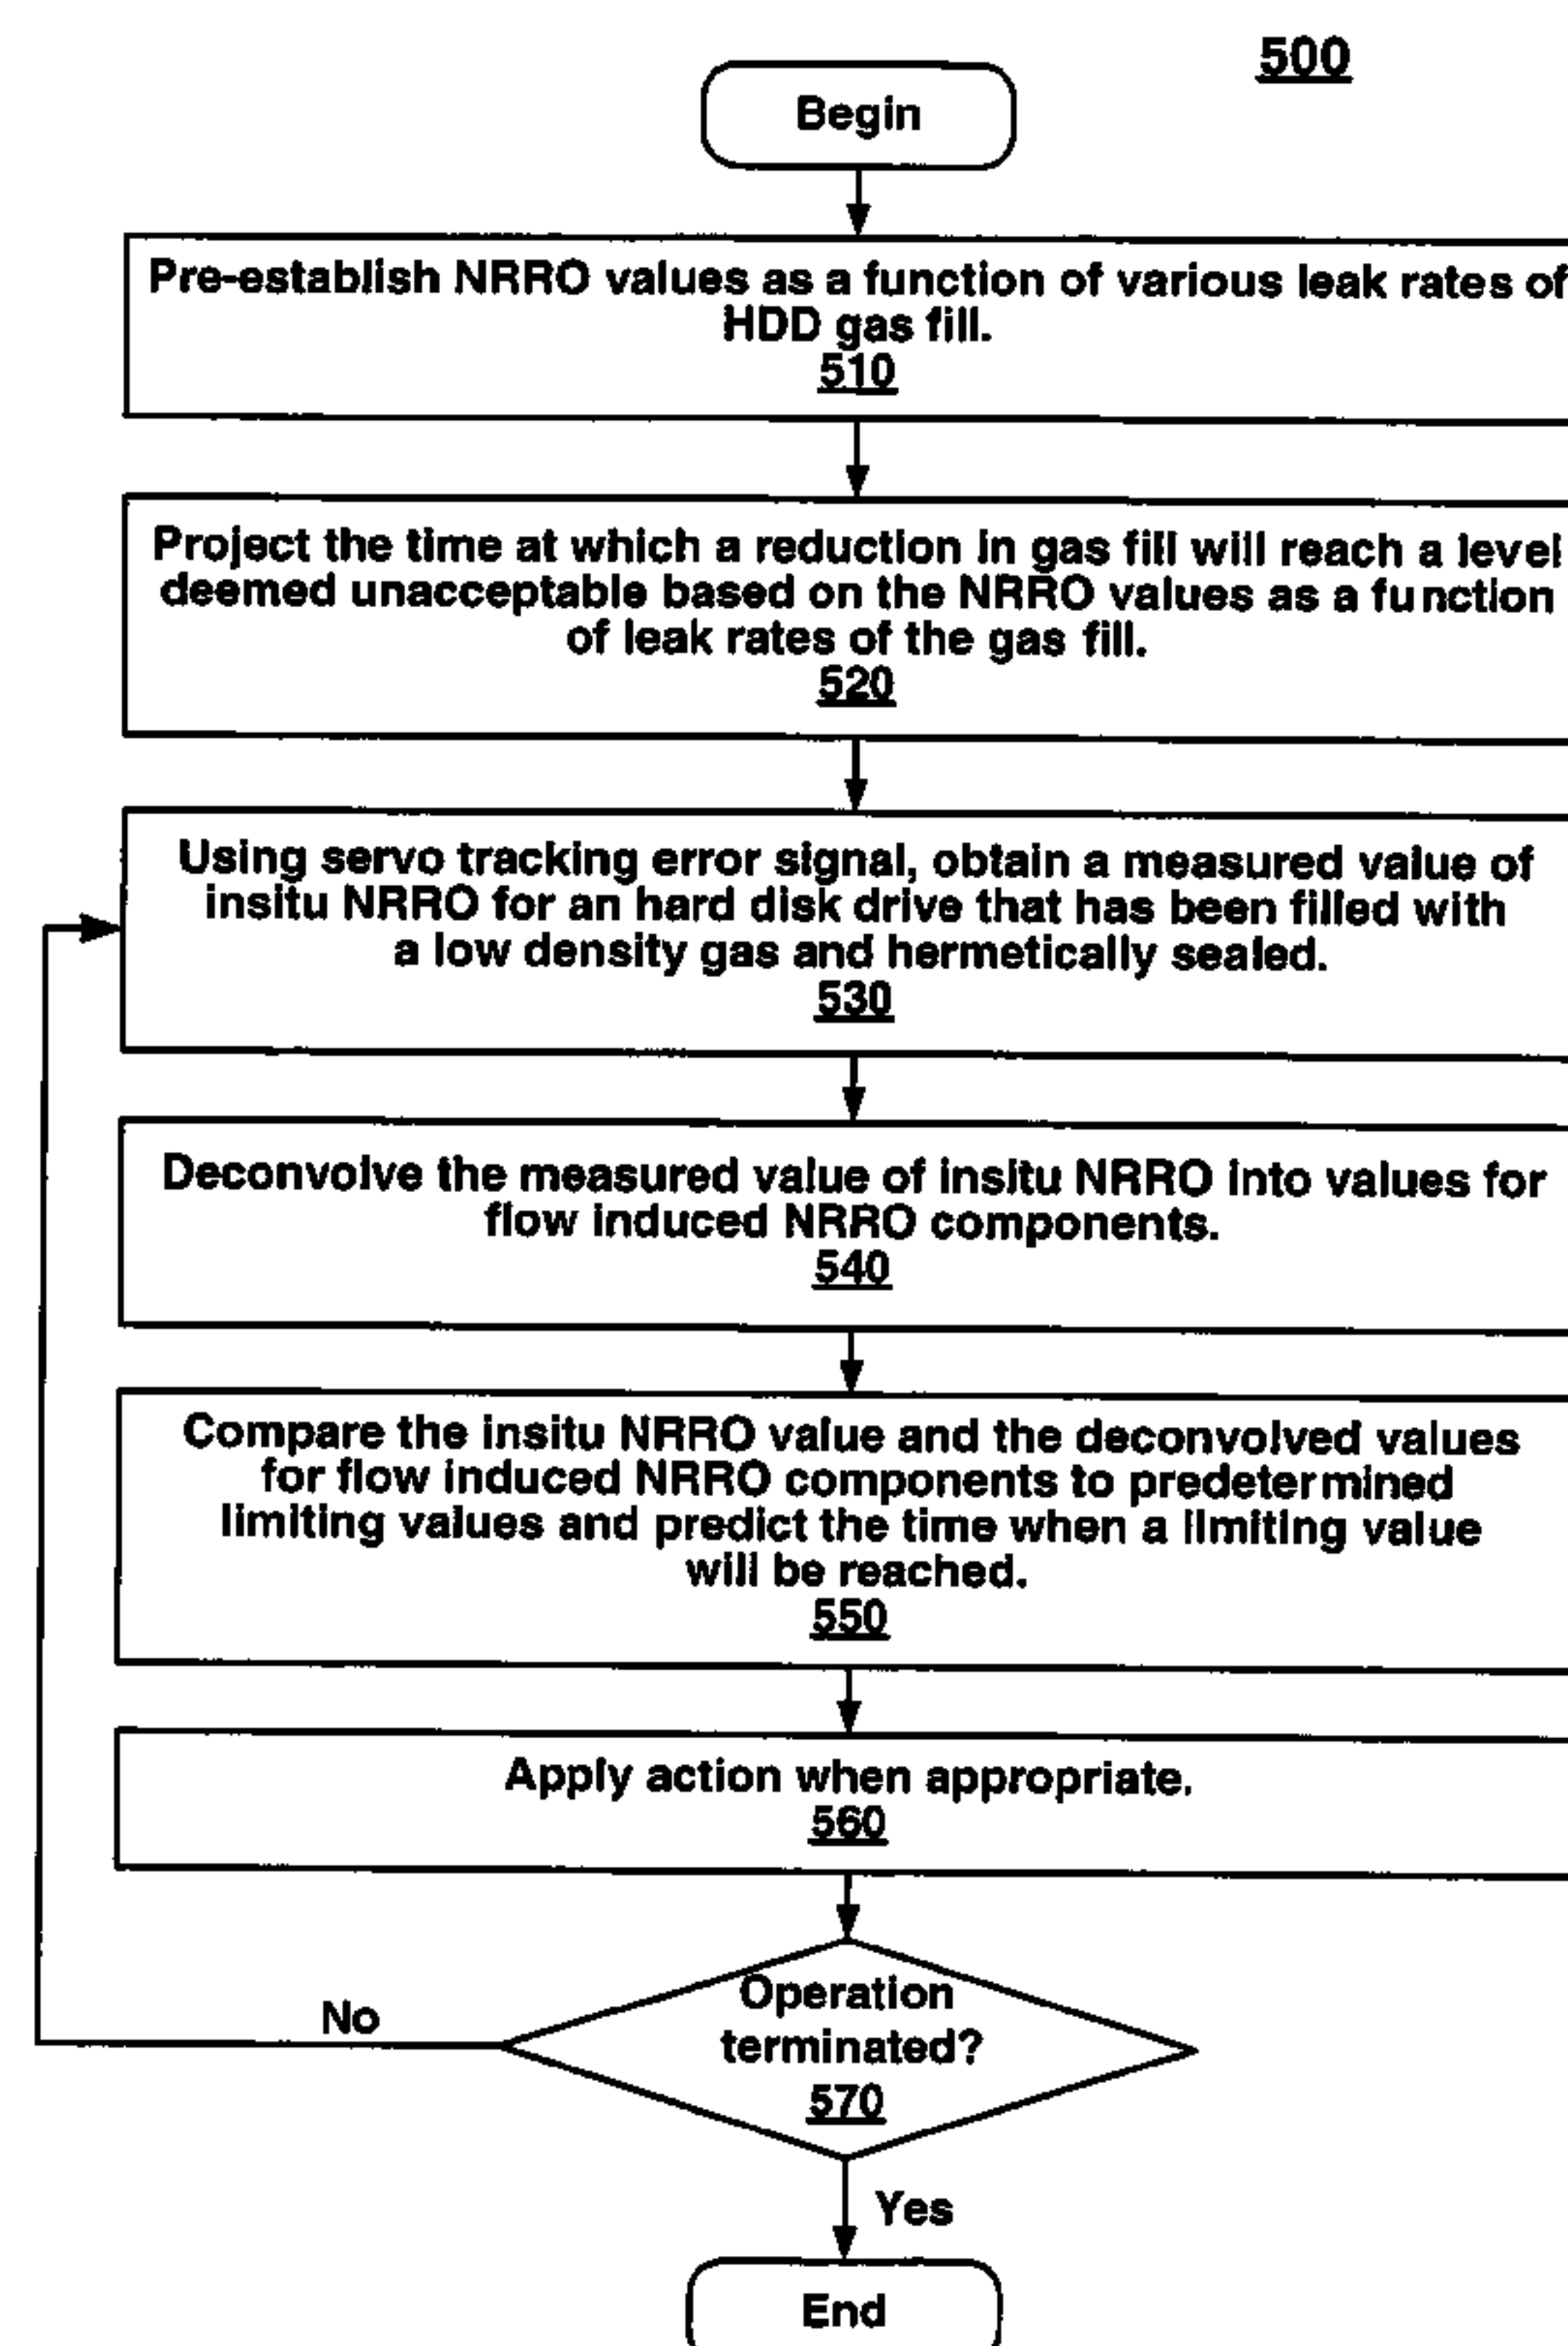 500
Begin
Pre-establish NRRO values as a function of various leak rates of
HDD gas fill.
510
Project the time at which a reduction in gas fill will reach a level
deemed unacceptable based on the NRRO values as a function
of leak rates of the gas fill.
520
Using servo tracking error signal, obtain a measured value of
insitu NRRO for an hard disk drive that has been filled with
a low density gas and hermetically sealed.
530
Deconvolve the measured value of insitu NRRO into values for
flow induced NRRO components.
540
Compare the insitu NRRO value and the deconvolved values
for flow induced NRRO components to predetermined
limiting values and predict the time when a limiting value
will be reached.
550
Apply action when appropriate.
560
Operation
terminated?
570
No
Yes
End